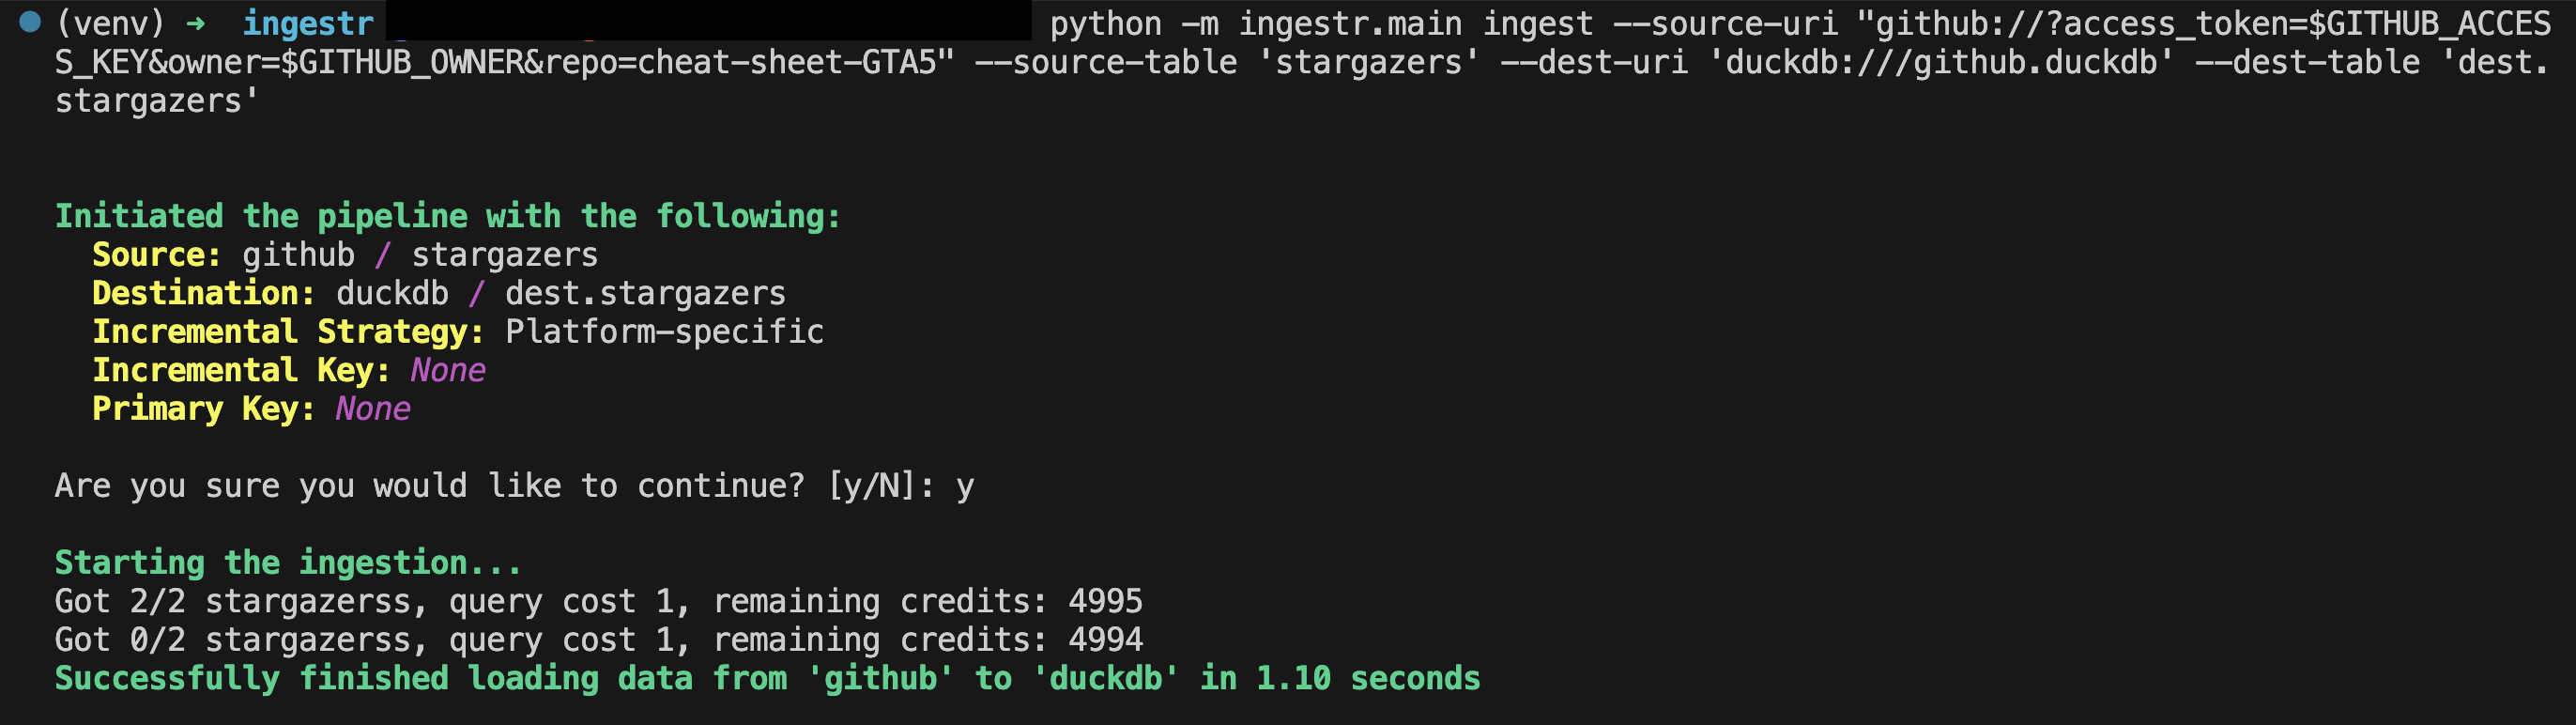 (venv) → ingestr python -m ingestr.main ingest --source-uri "github://?access_token=$GITHUB_ACCES
S_KEY&owner=$GITHUB_OWNER&repo=cheat-sheet-GTA5" --source-table 'stargazers' --dest-uri 'duckdb:///github.duckdb' --dest-table 'dest.
stargazers'
Initiated the pipeline with the following:
Source: github / stargazers
Destination: duckdb / dest.stargazers
Incremental Strategy: Platform-specific
Incremental Key: None
Primary Key: None
Are you sure you would like to continue? [y/N]: y
Starting the ingestion...
Got 2/2 stargazerss, query cost 1, remaining credits: 4995
Got 0/2 stargazerss, query cost 1, remaining credits: 4994
Successfully finished loading data from 'github' to 'duckdb' in 1.10 seconds